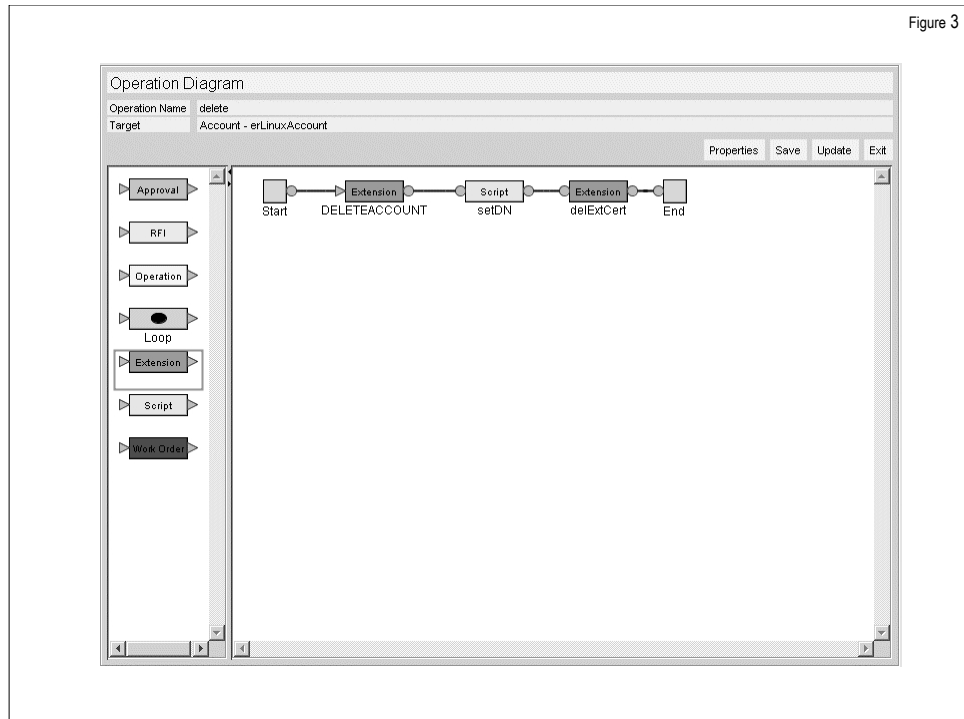 Figure 3
Operation Diagram
Operation Name delete
Target Account - erLinuxAccount
Properties Save Update Exit
Approval
RFI
Operation
Loop
Extension
Script
Work Order
Extension Script Extension
Start DELETEACCOUNT setDN delExtCert End